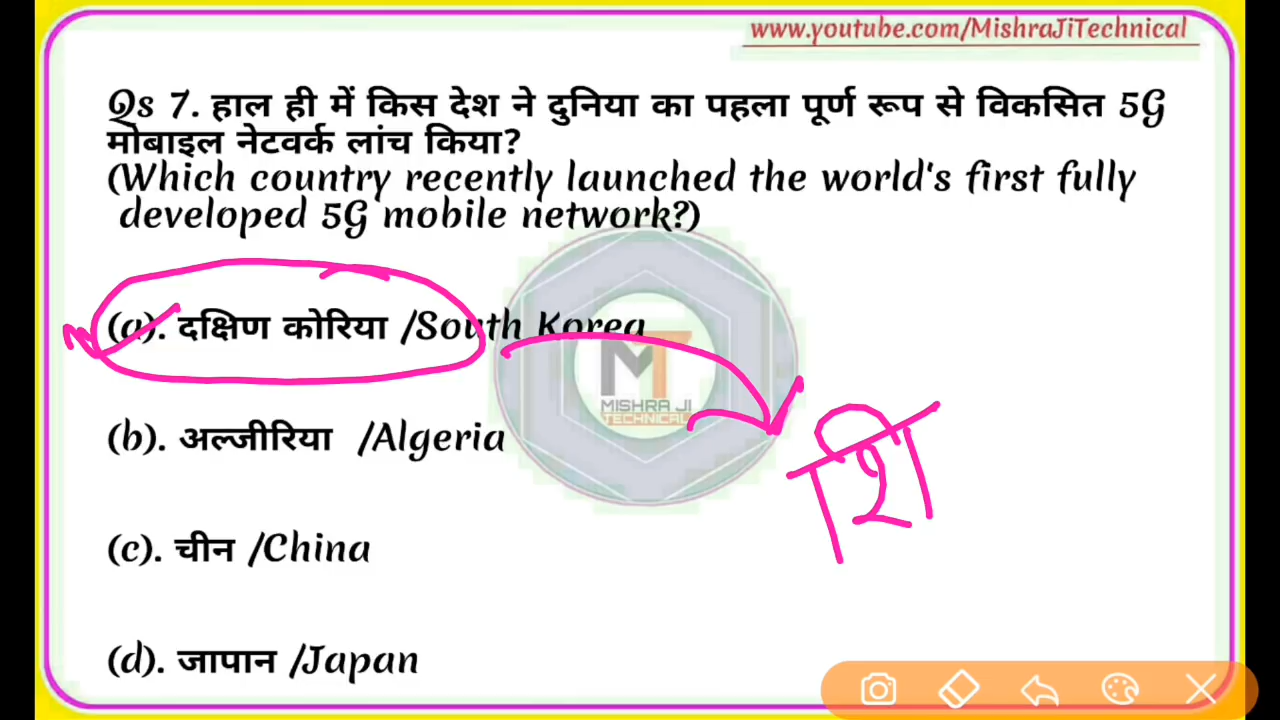 www.youtube.com/MishraJiTechnical
Qs 7. हाल ही में किस देश ने दुनिया का पहला पूर्ण रूप से विकसित 5G
मोबाइल नेटवर्क लांच किया?
(Which country recently launched the world's first fully
developed 5G mobile network?)
(a). दक्षिण कोरिया /South Korea
MT
MISHRA JI
TECHNICAL
(b). अल्जीरिया /Algeria
शि
(c). चीन /China
(d). जापान /Japan